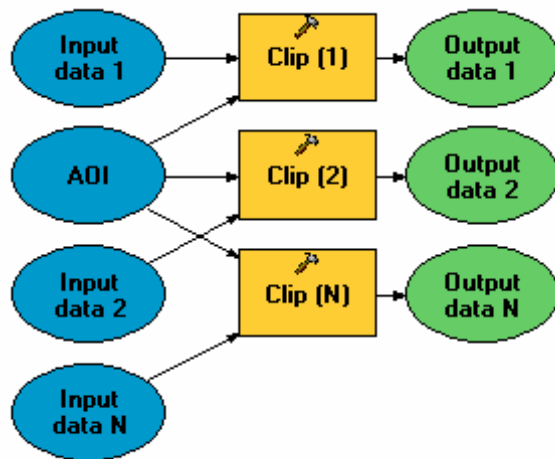 Input
data 1
Clip (1)
Output
data 1
AOI
Clip (2)
Output
data 2
Input
data 2
Clip (N)
Output
data N
Input
data N